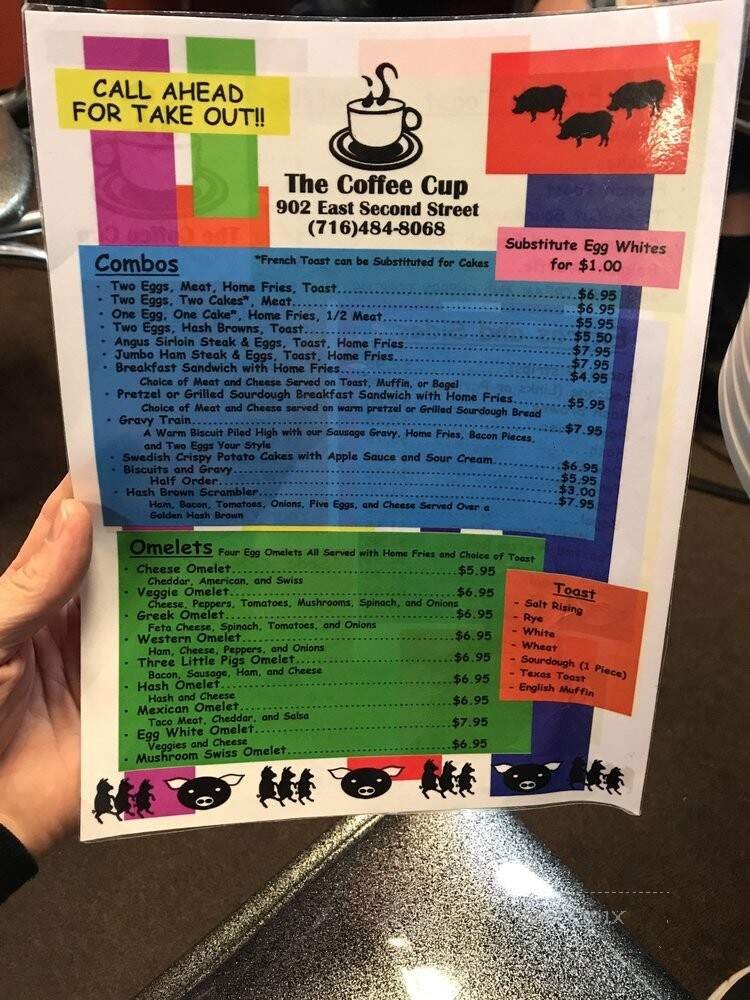 CALL AHEAD
FOR TAKE OUT!!
The Coffee Cup
902 East Second Street
(716)484-8068
Substitute Egg Whites
for $1.00
Combos *French Toast can be Substituted for Cakes
· Two Eggs, Meat, Home Fries, Toast...$6.95
· Two Eggs, Two Cakes*, Meat...$6.95
· One Egg, One Cake*, Home Fries, 1/2 Meat...$5.95
· Two Eggs, Hash Browns, Toast...$5.50
· Angus Sirloin Steak & Eggs, Toast, Home Fries...$7.95
· Jumbo Ham Steak & Eggs, Toast, Home Fries...$7.95
· Breakfast Sandwich with Home Fries...$4.95
Choice of Meat and Cheese Served on Toast, Muffin, or Bagel
· Pretzel or Grilled Sourdough Breakfast Sandwich with Home Fries...$5.95
Choice of Meat and Cheese served on warm pretzel or Grilled Sourdough Bread
· Gravy Train...$7.95
A Warm Biscuit Piled High with our Sausage Gravy, Home Fries, Bacon Pieces,
and Two Eggs Your Style
· Swedish Crispy Potato Cakes with Apple Sauce and Sour Cream...$6.95
· Biscuits and Gravy...$5.95
Half Order...$3.00
· Hash Brown Scrambler...$7.95
Ham, Bacon, Tomatoes, Onions, Five Eggs, and Cheese Served Over a
Golden Hash Brown
Omelets Four Egg Omelets All Served with Home Fries and Choice of Toast
· Cheese Omelet...$5.95
Cheddar, American, and Swiss
· Veggie Omelet...$6.95
Cheese, Peppers, Tomatoes, Mushrooms, Spinach, and Onions
· Greek Omelet...$6.95
Feta Cheese, Spinach, Tomatoes, and Onions
· Western Omelet...$6.95
Ham, Cheese, Peppers, and Onions
· Three Little Pigs Omelet...$6.95
Bacon, Sausage, Ham, and Cheese
· Hash Omelet...$6.95
Hash and Cheese
· Mexican Omelet...$6.95
Taco Meat, Cheddar, and Salsa
· Egg White Omelet...$7.95
Veggies and Cheese
· Mushroom Swiss Omelet...$6.95
Toast
- Salt Rising
- Rye
- White
- Wheat
- Sourdough (1 Piece)
- Texas Toast
- English Muffin